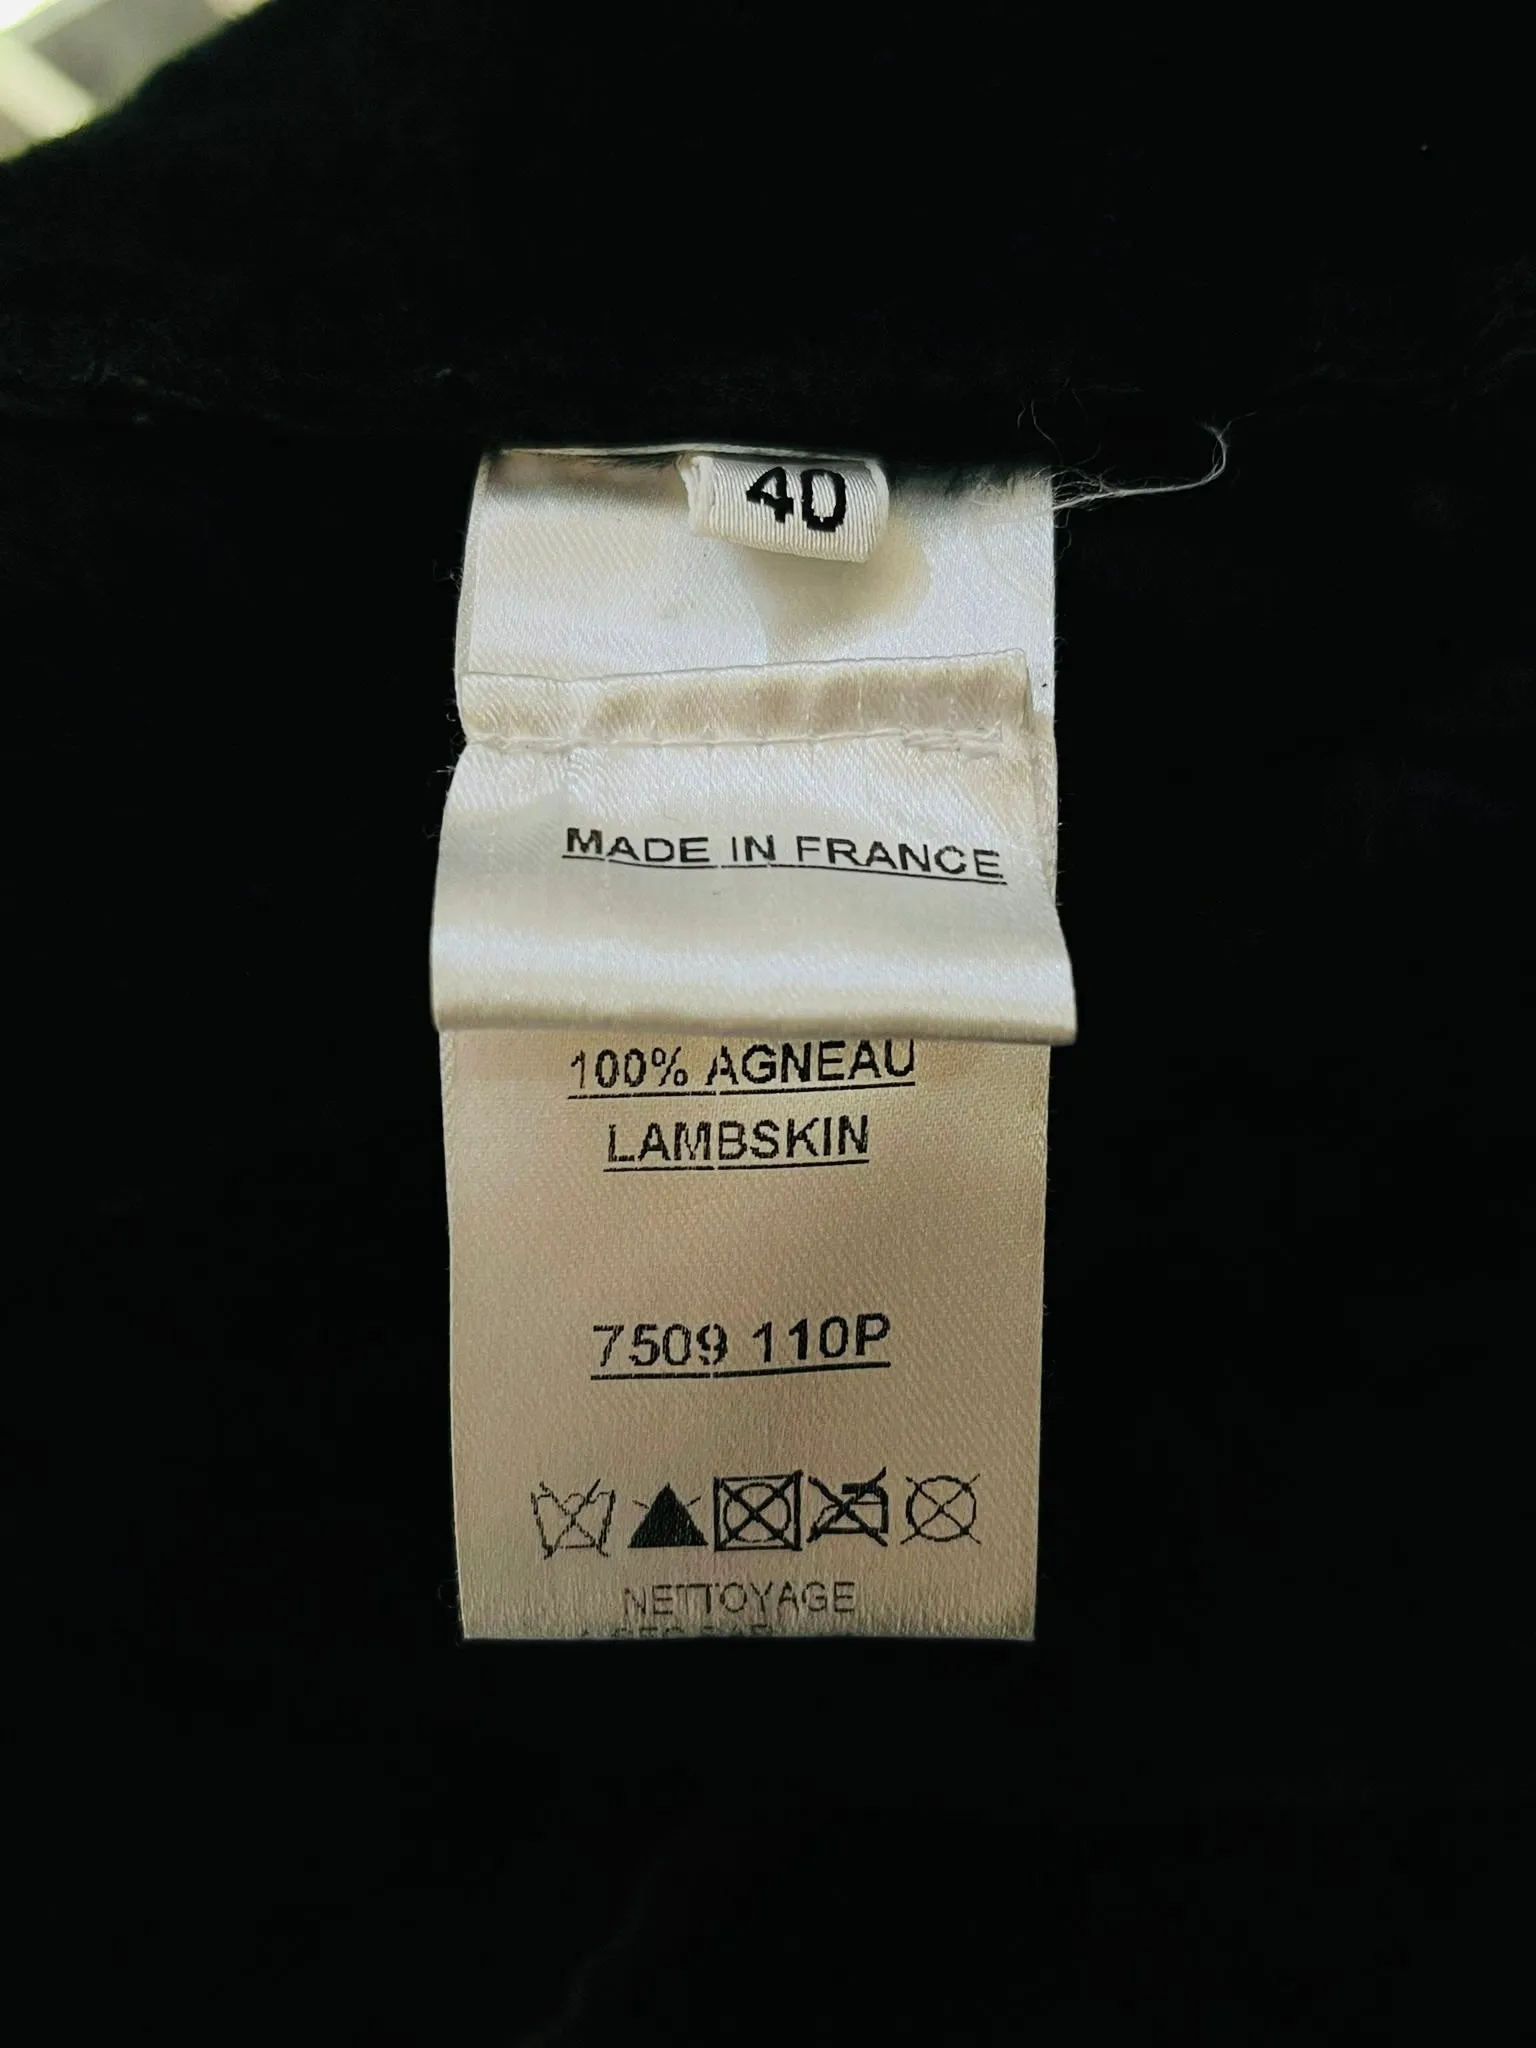 40
MADE IN FRANCE
100% AGNEAU
LAMBSKIN
7509 110P
NETTOYAGE